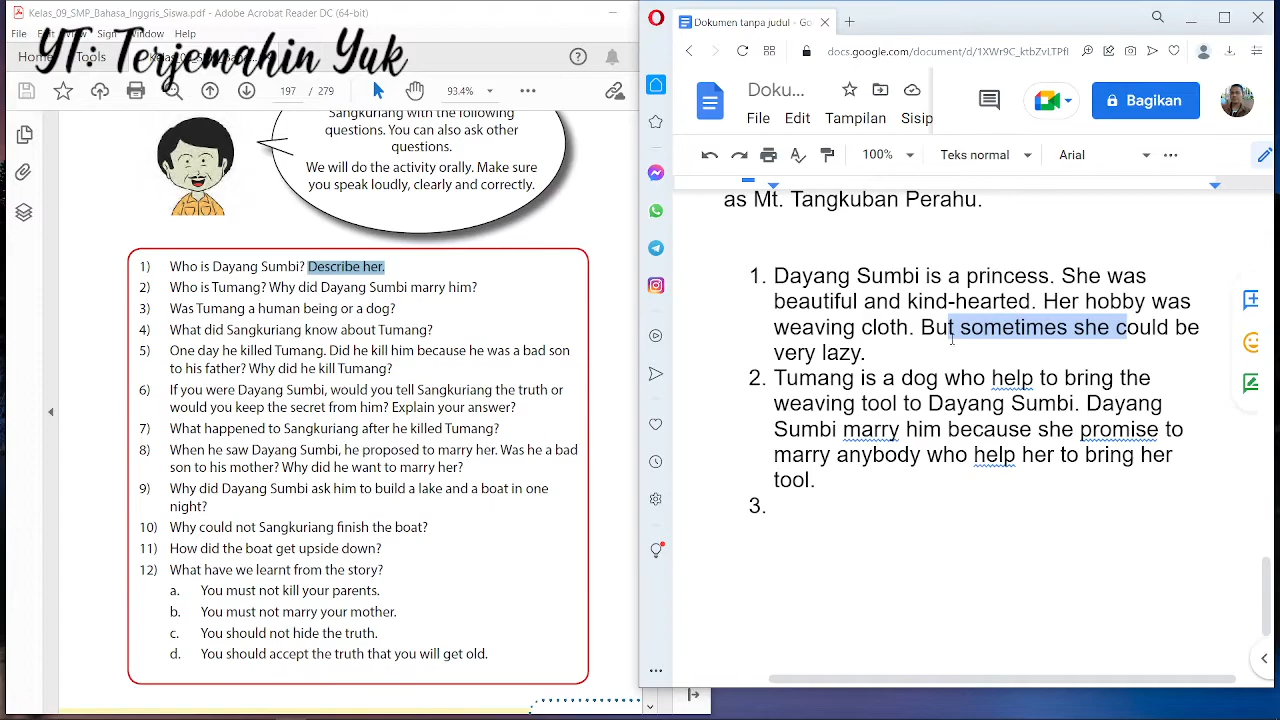 Kelas_09_SMP_Bahasa_Inggris_Siswa.pdf - Adobe Acrobat Reader DC (64-bit)
File Edit View Sign Window Help
YT: Terjemahin Yuk
Home Tools
197 / 279
93.4%
Sangkuriang with the following
questions. You can also ask other
questions.
We will do the activity orally. Make sure
you speak loudly, clearly and correctly.
1) Who is Dayang Sumbi? Describe her.
2) Who is Tumang? Why did Dayang Sumbi marry him?
3) Was Tumang a human being or a dog?
4) What did Sangkuriang know about Tumang?
5) One day he killed Tumang. Did he kill him because he was a bad son
to his father? Why did he kill Tumang?
6) If you were Dayang Sumbi, would you tell Sangkuriang the truth or
would you keep the secret from him? Explain your answer?
7) What happened to Sangkuriang after he killed Tumang?
8) When he saw Dayang Sumbi, he proposed to marry her. Was he a bad
son to his mother? Why did he want to marry her?
9) Why did Dayang Sumbi ask him to build a lake and a boat in one
night?
10) Why could not Sangkuriang finish the boat?
11) How did the boat get upside down?
12) What have we learnt from the story?
a. You must not kill your parents.
b. You must not marry your mother.
c. You should not hide the truth.
d. You should accept the truth that you will get old.
Dokumen tanpa judul - Go
docs.google.com/document/d/1XWr9C_ktbZvLTPfl
Doku...
File Edit Tampilan Sisip
Bagikan
100% Teks normal Arial
as Mt. Tangkuban Perahu.
1. Dayang Sumbi is a princess. She was
beautiful and kind-hearted. Her hobby was
weaving cloth. But sometimes she could be
very lazy.
2. Tumang is a dog who help to bring the
weaving tool to Dayang Sumbi. Dayang
Sumbi marry him because she promise to
marry anybody who help her to bring her
tool.
3.